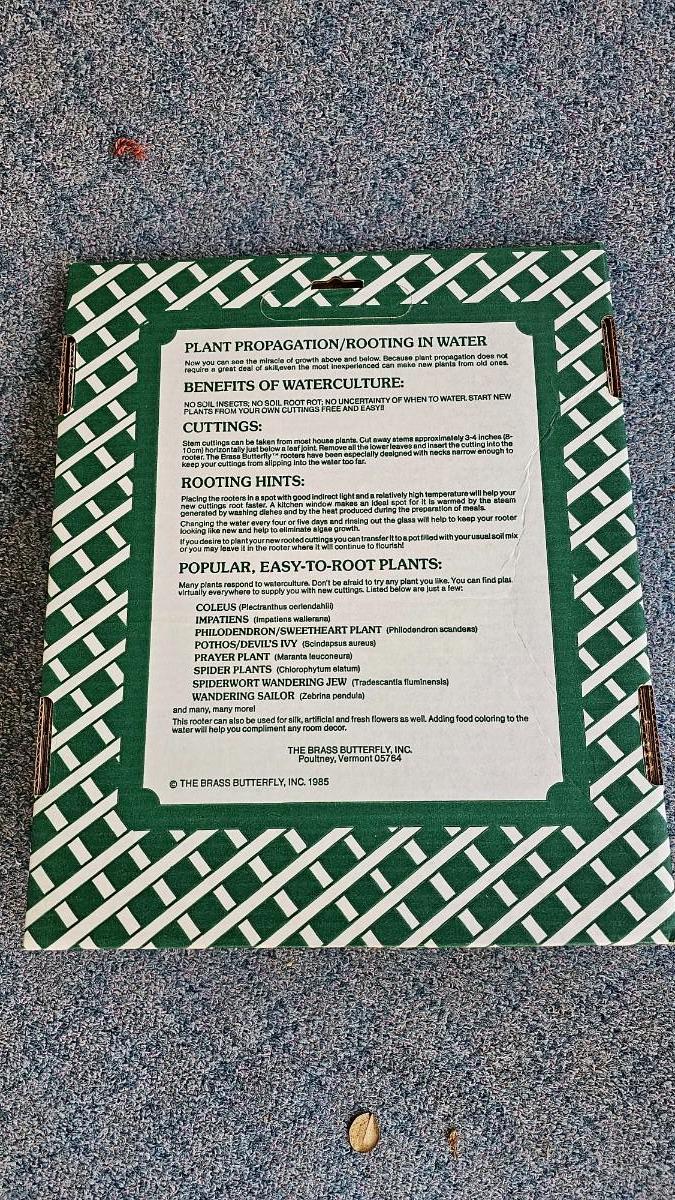 PLANT PROPAGATION/ROOTING IN WATER
Now you can see the miracle of growth above and below. Because plant propagation does not
require a great deal of skill,even the most inexperienced can make new plants from old ones.
BENEFITS OF WATERCULTURE:
NO SOIL INSECTS; NO SOIL ROOT ROT; NO UNCERTAINTY OF WHEN TO WATER. START NEW
PLANTS FROM YOUR OWN CUTTINGS FREE AND EASY!!
CUTTINGS:
Stem cuttings can be taken from most house plants. Cut away stems approximately 3-4 inches (8-
10cm) horizontally just below a leaf joint. Remove all the lower leaves and insert the cutting into the
rooter. The Brass Butterfly™ rooters have been especially designed with necks narrow enough to
keep your cuttings from slipping into the water too far.
ROOTING HINTS:
Placing the rooters in a spot with good indirect light and a relatively high temperature will help your
new cuttings root faster. A kitchen window makes an ideal spot for it is warmed by the steam
generated by washing dishes and by the heat produced during the preparation of meals.
Changing the water every four or five days and rinsing out the glass will help to keep your rooter
looking like new and help to eliminate algae growth.
If you desire to plant your new rooted cuttings you can transfer it to a pot filled with your usual soil mix
or you may leave it in the rooter where it will continue to flourish!
POPULAR, EASY-TO-ROOT PLANTS:
Many plants respond to waterculture. Don't be afraid to try any plant you like. You can find plat
virtually everywhere to supply you with new cuttings. Listed below are just a few:
COLEUS (Plectranthus oerlendahlii)
IMPATIENS (Impatiens wallerana)
PHILODENDRON/SWEETHEART PLANT (Philodendron scandens)
POTHOS/DEVIL'S IVY (Scindapsus aureus)
PRAYER PLANT (Maranta leuconeura)
SPIDER PLANTS (Chlorophytum elatum)
SPIDERWORT WANDERING JEW (Tradescantia fluminensis)
WANDERING SAILOR (Zebrina pendula)
and many, many more!
This rooter can also be used for silk, artificial and fresh flowers as well. Adding food coloring to the
water will help you compliment any room decor.
THE BRASS BUTTERFLY, INC.
Poultney, Vermont 05764
© THE BRASS BUTTERFLY, INC. 1985